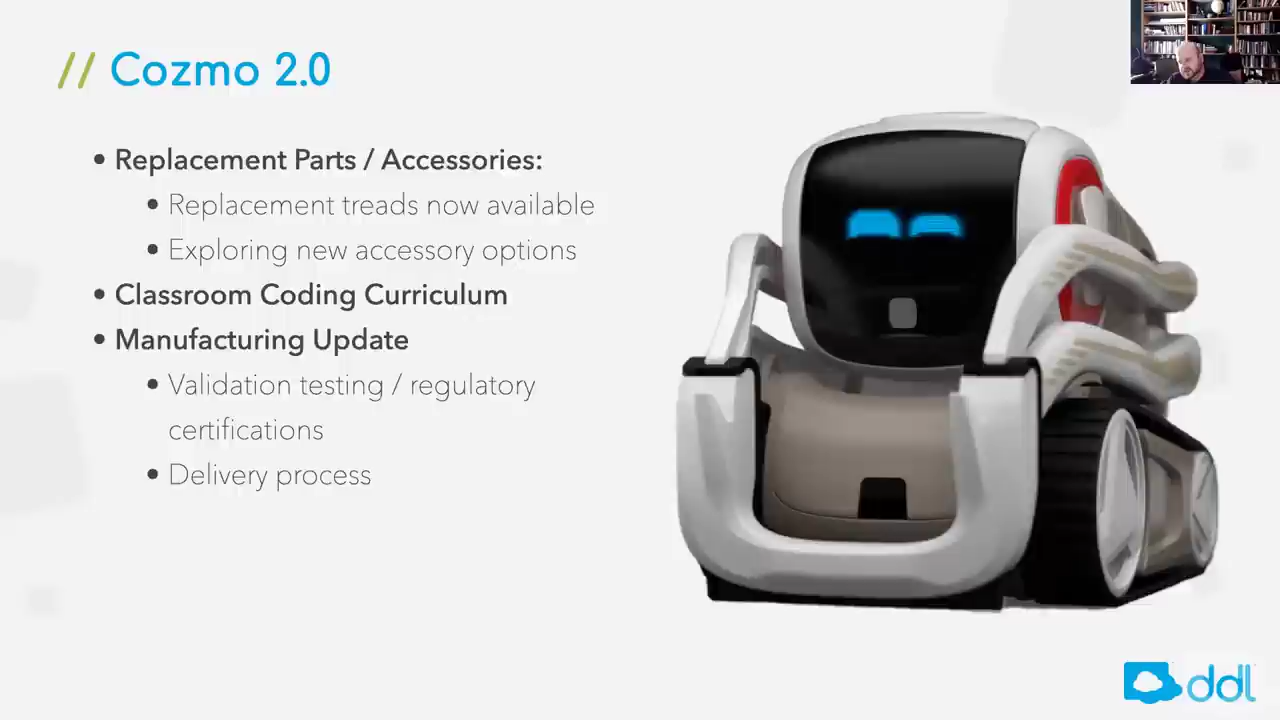 // Cozmo 2.0
• Replacement Parts / Accessories:
• Replacement treads now available
• Exploring new accessory options
• Classroom Coding Curriculum
• Manufacturing Update
• Validation testing / regulatory
certifications
• Delivery process
ddl